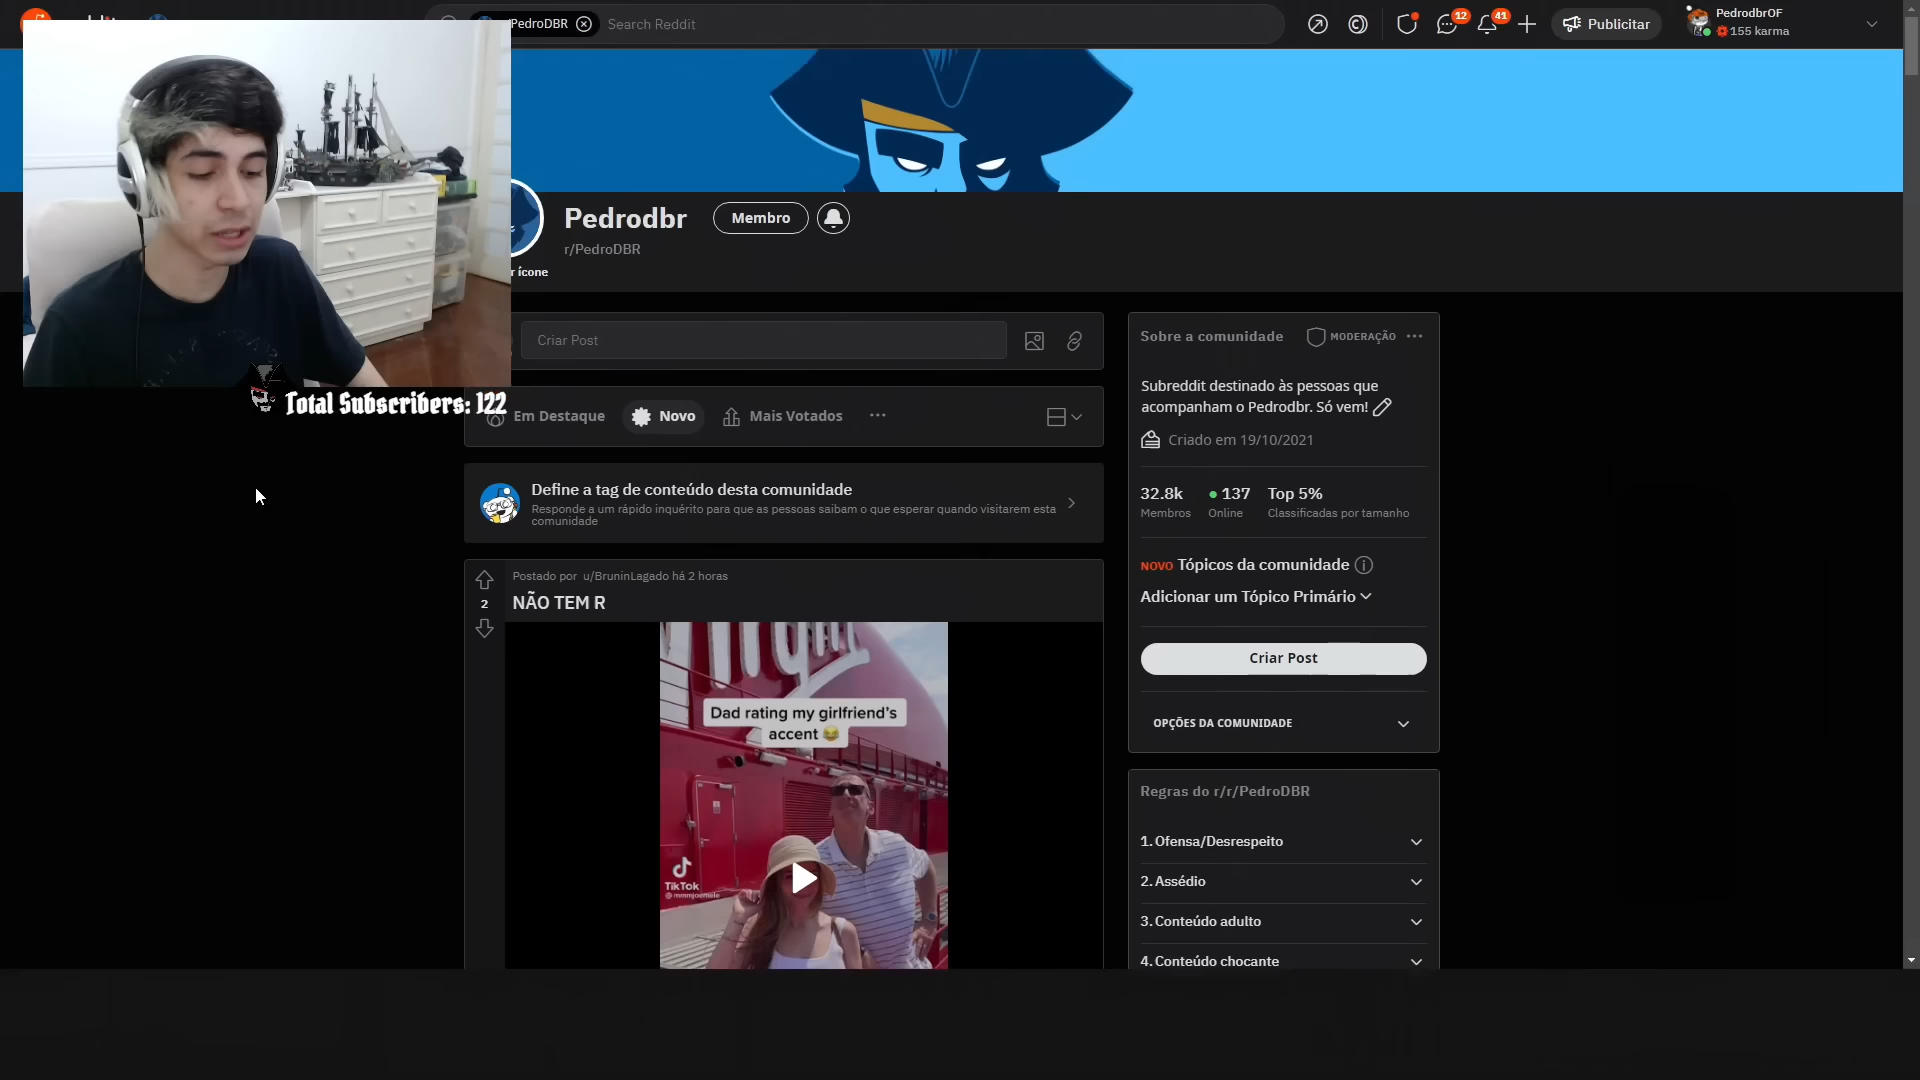 PedroDBR
Search Reddit
12
41
Publicitar
PedrodbrOF
155 karma
Pedrodbr
Membro
r/PedroDBR
ícone
Criar Post
Total Subscribers: 122
Em Destaque
Novo
Mais Votados
Define a tag de conteúdo desta comunidade
Responde a um rápido inquérito para que as pessoas saibam o que esperar quando visitarem esta
comunidade
Postado por u/BruninLagado há 2 horas
2
NÃO TEM R
Dad rating my girlfriend's
accent 😂
TikTok
Sobre a comunidade
MODERAÇÃO
Subreddit destinado às pessoas que
acompanham o Pedrodbr. Só vem!
Criado em 19/10/2021
32.8k 137 Top 5%
Membros Online Classificadas por tamanho
NOVO Tópicos da comunidade
Adicionar um Tópico Primário
Criar Post
OPÇÕES DA COMUNIDADE
Regras do r/r/PedroDBR
1. Ofensa/Desrespeito
2. Assédio
3. Conteúdo adulto
4. Conteúdo chocante